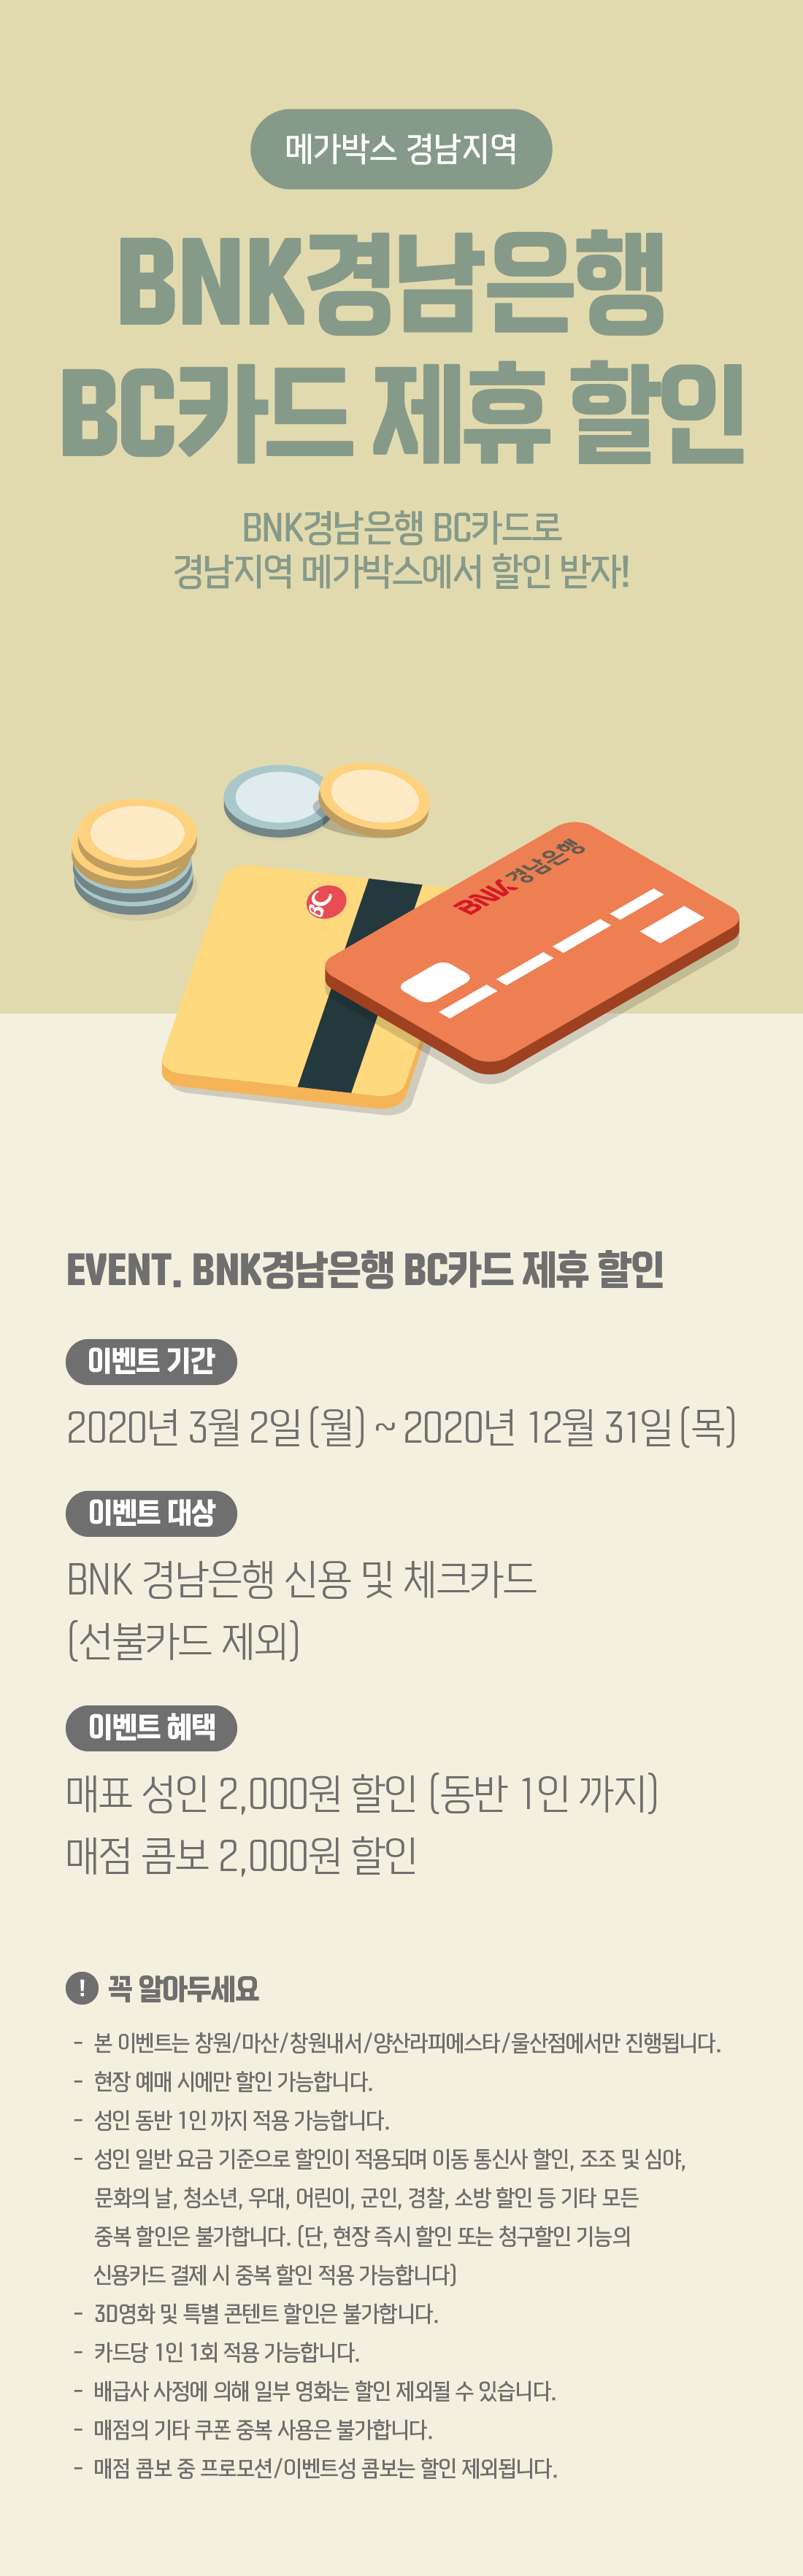 메가박스 경남지역
BNK경남은행
BC카드 제휴 할인
BNK경남은행 BC카드로
경남지역 메가박스에서 할인 받자!
BC
BNK경남은행
EVENT. BNK경남은행 BC카드 제휴 할인
이벤트 기간
2020년 3월 2일(월) ~ 2020년 12월 31일(목)
이벤트 대상
BNK 경남은행 신용 및 체크카드
(선불카드 제외)
이벤트 혜택
매표 성인 2,000원 할인 (동반 1인 까지)
매점 콤보 2,000원 할인
! 꼭 알아두세요
- 본 이벤트는 창원/마산/창원내서/양산라피에스타/울산점에서만 진행됩니다.
- 현장 예매 시에만 할인 가능합니다.
- 성인 동반 1인 까지 적용 가능합니다.
- 성인 일반 요금 기준으로 할인이 적용되며 이동 통신사 할인, 조조 및 심야,
문화의 날, 청소년, 우대, 어린이, 군인, 경찰, 소방 할인 등 기타 모든
중복 할인은 불가합니다. (단, 현장 즉시 할인 또는 청구할인 기능의
신용카드 결제 시 중복 할인 적용 가능합니다)
- 3D영화 및 특별 콘텐트 할인은 불가합니다.
- 카드당 1인 1회 적용 가능합니다.
- 배급사 사정에 의해 일부 영화는 할인 제외될 수 있습니다.
- 매점의 기타 쿠폰 중복 사용은 불가합니다.
- 매점 콤보 중 프로모션/이벤트성 콤보는 할인 제외됩니다.